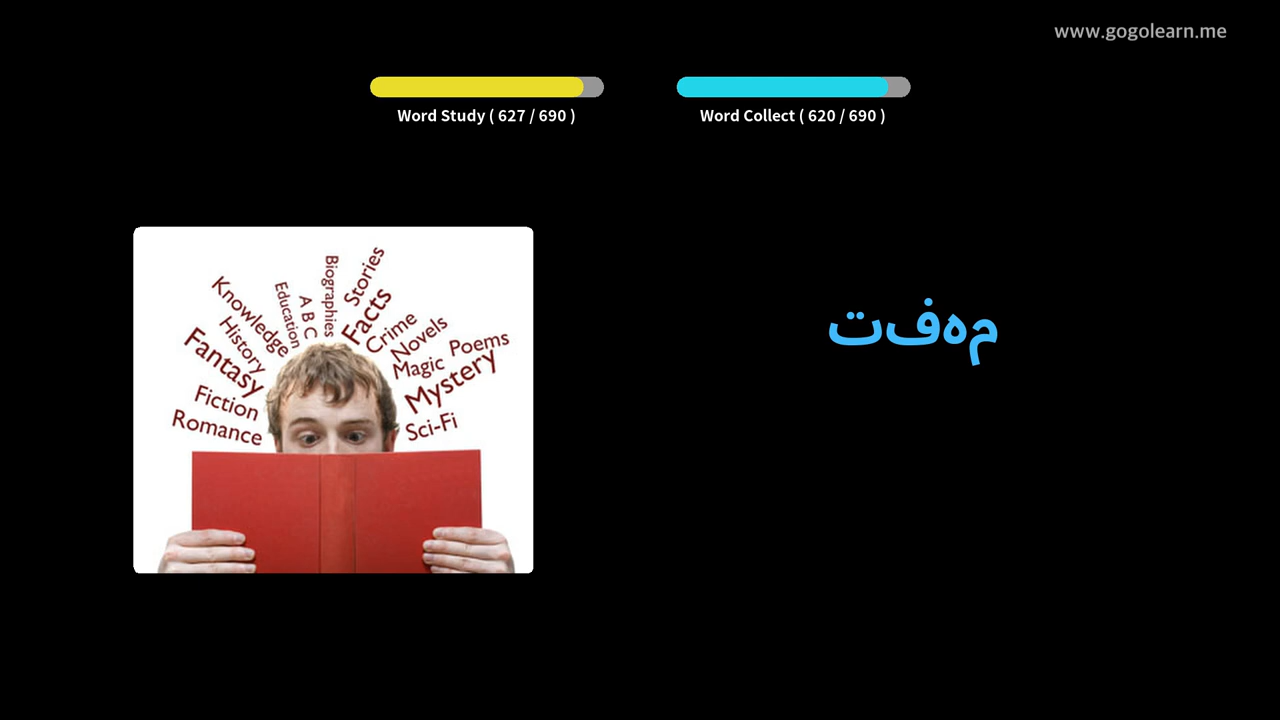 www.gogolearn.me
Word Study ( 627 / 690 )
Word Collect ( 620 / 690 )
Biographies
Stories
Education
A B C
Facts
Knowledge
History
Crime
Novels
Fantasy
Magic
Poems
Mystery
Fiction
Romance
Sci-Fi
م‌ه‌ف‌ت